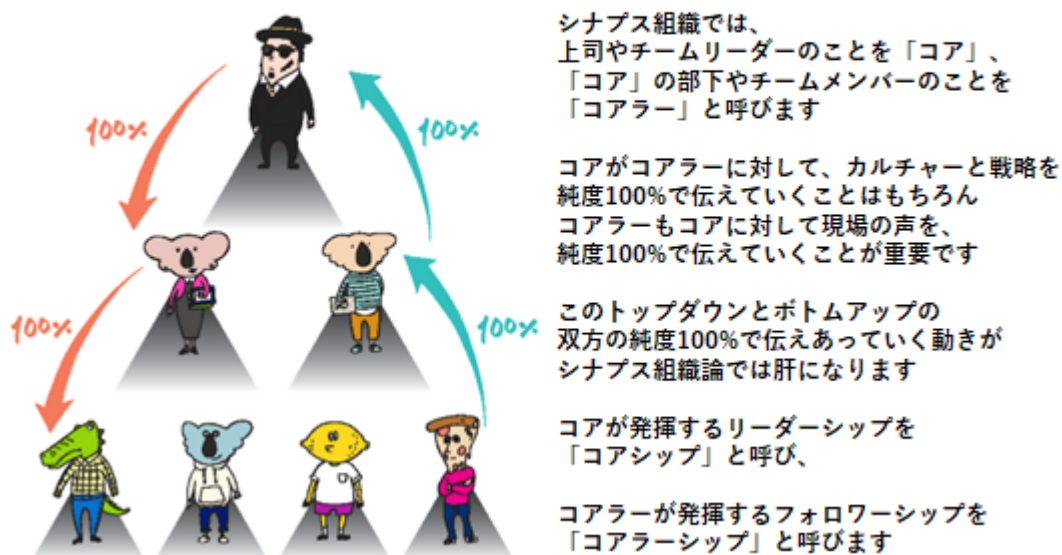 シナプス組織では、
上司やチームリーダーのことを「コア」、
「コア」の部下やチームメンバーのことを
「コアラー」と呼びます
コアがコアラーに対して、カルチャーと戦略を
純度100%で伝えていくことはもちろん
コアラーもコアに対して現場の声を、
純度100%で伝えていくことが重要です
このトップダウンとボトムアップの
双方の純度100%で伝えあっていく動きが
シナプス組織論では肝になります
コアが発揮するリーダーシップを
「コアシップ」と呼び、
コアラーが発揮するフォロワーシップを
「コアラーシップ」と呼びます
100%
100%
100%
100%